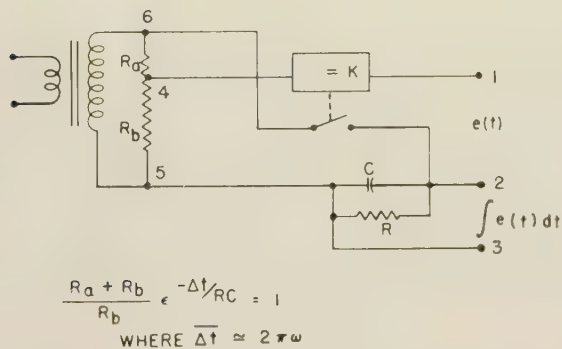 6
Ra
= K
4
1
Rb
e(t)
5
C
2
R
∫ e(t) dt
3
Ra + Rb
Rb
ϵ -Δt/RC = 1
WHERE Δt ≃ 2πω